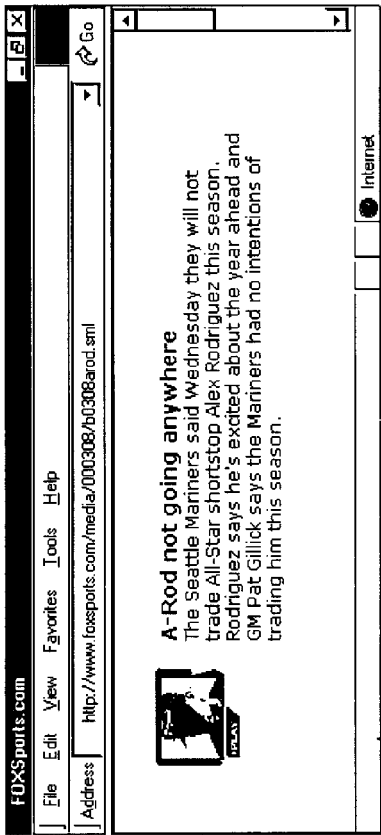 FOXSports.com
File Edit View Favorites Tools Help
Address http://www.foxsports.com/media/000308/b0308arod.sml Go
A-Rod not going anywhere
The Seattle Mariners said Wednesday they will not
trade All-Star shortstop Alex Rodriguez this season.
Rodriguez says he's excited about the year ahead and
GM Pat Gillick says the Mariners had no intentions of
trading him this season.
PLAY
Internet